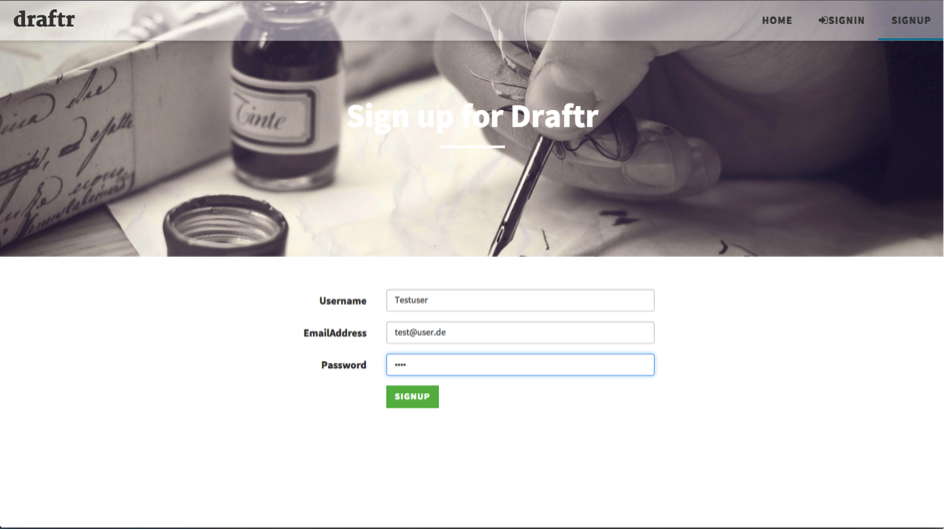 draftr
HOME SIGNIN SIGNUP
Sign up for Draftr
Tinte
Username Testuser
EmailAddress test@user.de
Password ••••
SIGNUP